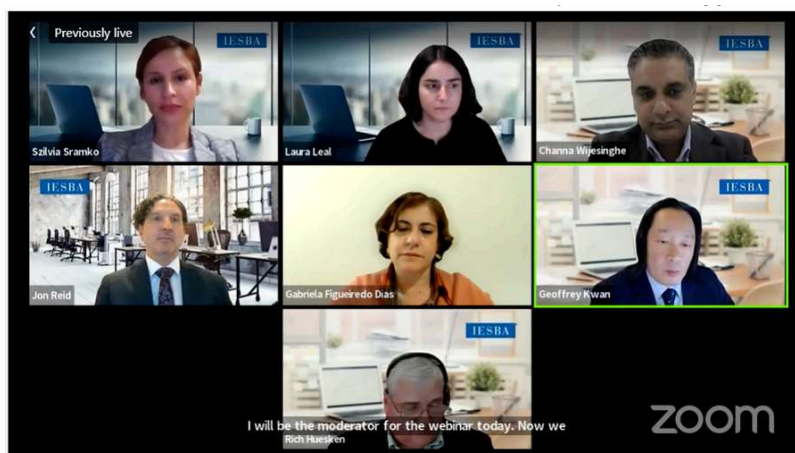 Previously live
IESBA
IESBA
IESBA
Szilvia Sramko
Laura Leal
Channa Wijesinghe
IESBA
IESBA
Jon Reid
Gabriela Figueiredo Dias
Geoffrey Kwan
IESBA
I will be the moderator for the webinar today. Now we
Rich Huesken
zoom